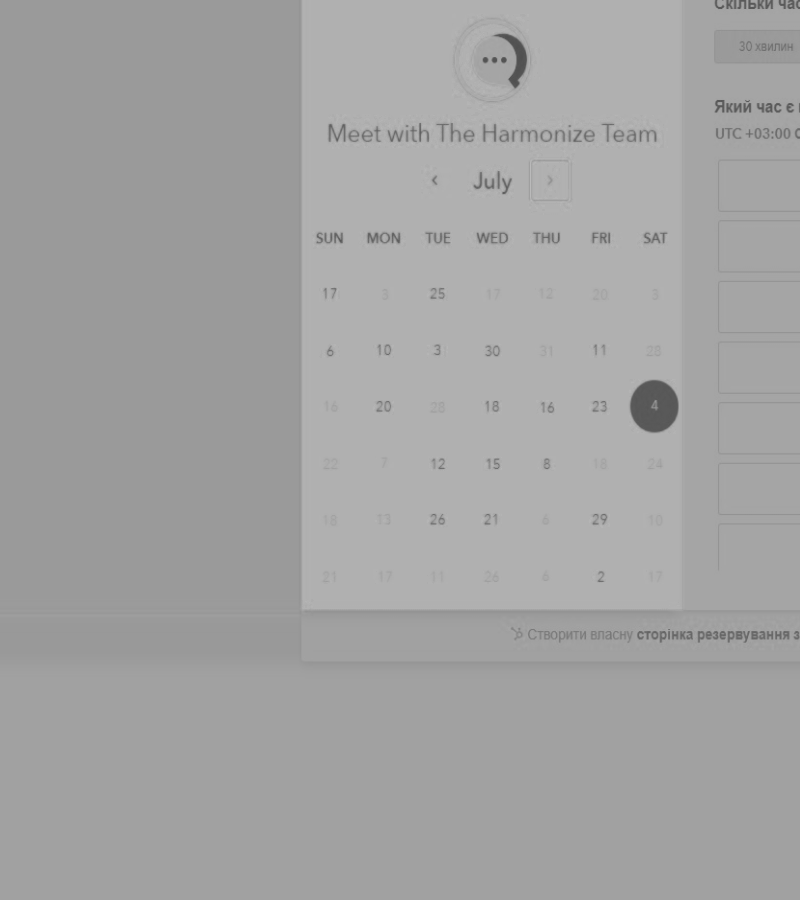 Скільки час
30 хвилин
Meet with The Harmonize Team
Який час є
UTC +03:00
July
SUN MON TUE WED THU FRI SAT
17 3 25 17 12 20 3
6 10 3 30 31 11 28
16 20 28 18 16 23 4
22 7 12 15 8 18 24
18 13 26 21 6 29 10
21 17 11 26 6 2 17
Створити власну сторінка резервування з